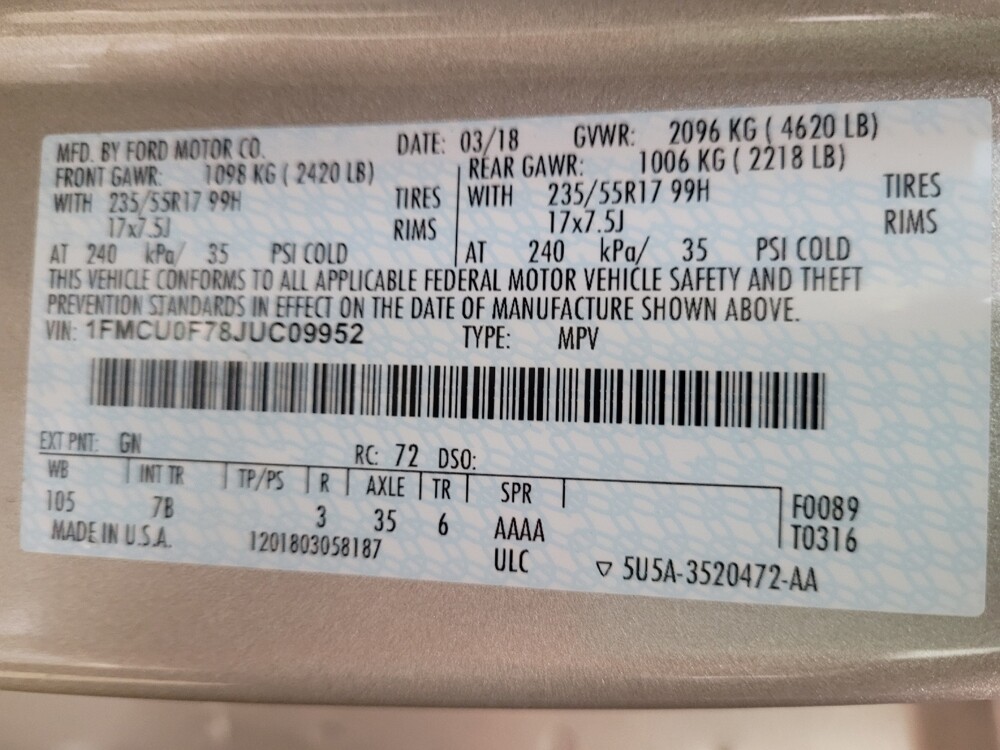 MFD. BY FORD MOTOR CO. DATE: 03/18 GVWR: 2096 KG ( 4620 LB)
FRONT GAWR: 1098 KG ( 2420 LB) REAR GAWR: 1006 KG ( 2218 LB)
WITH 235/55R17 99H TIRES WITH 235/55R17 99H TIRES
17x7.5J RIMS 17x7.5J RIMS
AT 240 kPa/ 35 PSI COLD AT 240 kPa/ 35 PSI COLD
THIS VEHICLE CONFORMS TO ALL APPLICABLE FEDERAL MOTOR VEHICLE SAFETY AND THEFT
PREVENTION STANDARDS IN EFFECT ON THE DATE OF MANUFACTURE SHOWN ABOVE.
VIN: 1FMCU0F78JUC09952 TYPE: MPV
EXT PNT: GN RC: 72 DSO:
WB INT TR TP/PS R AXLE TR SPR
105 7B 3 35 6 AAAA F0089
MADE IN U.S.A. 1201803058187 ULC T0316
▽ 5U5A-3520472-AA